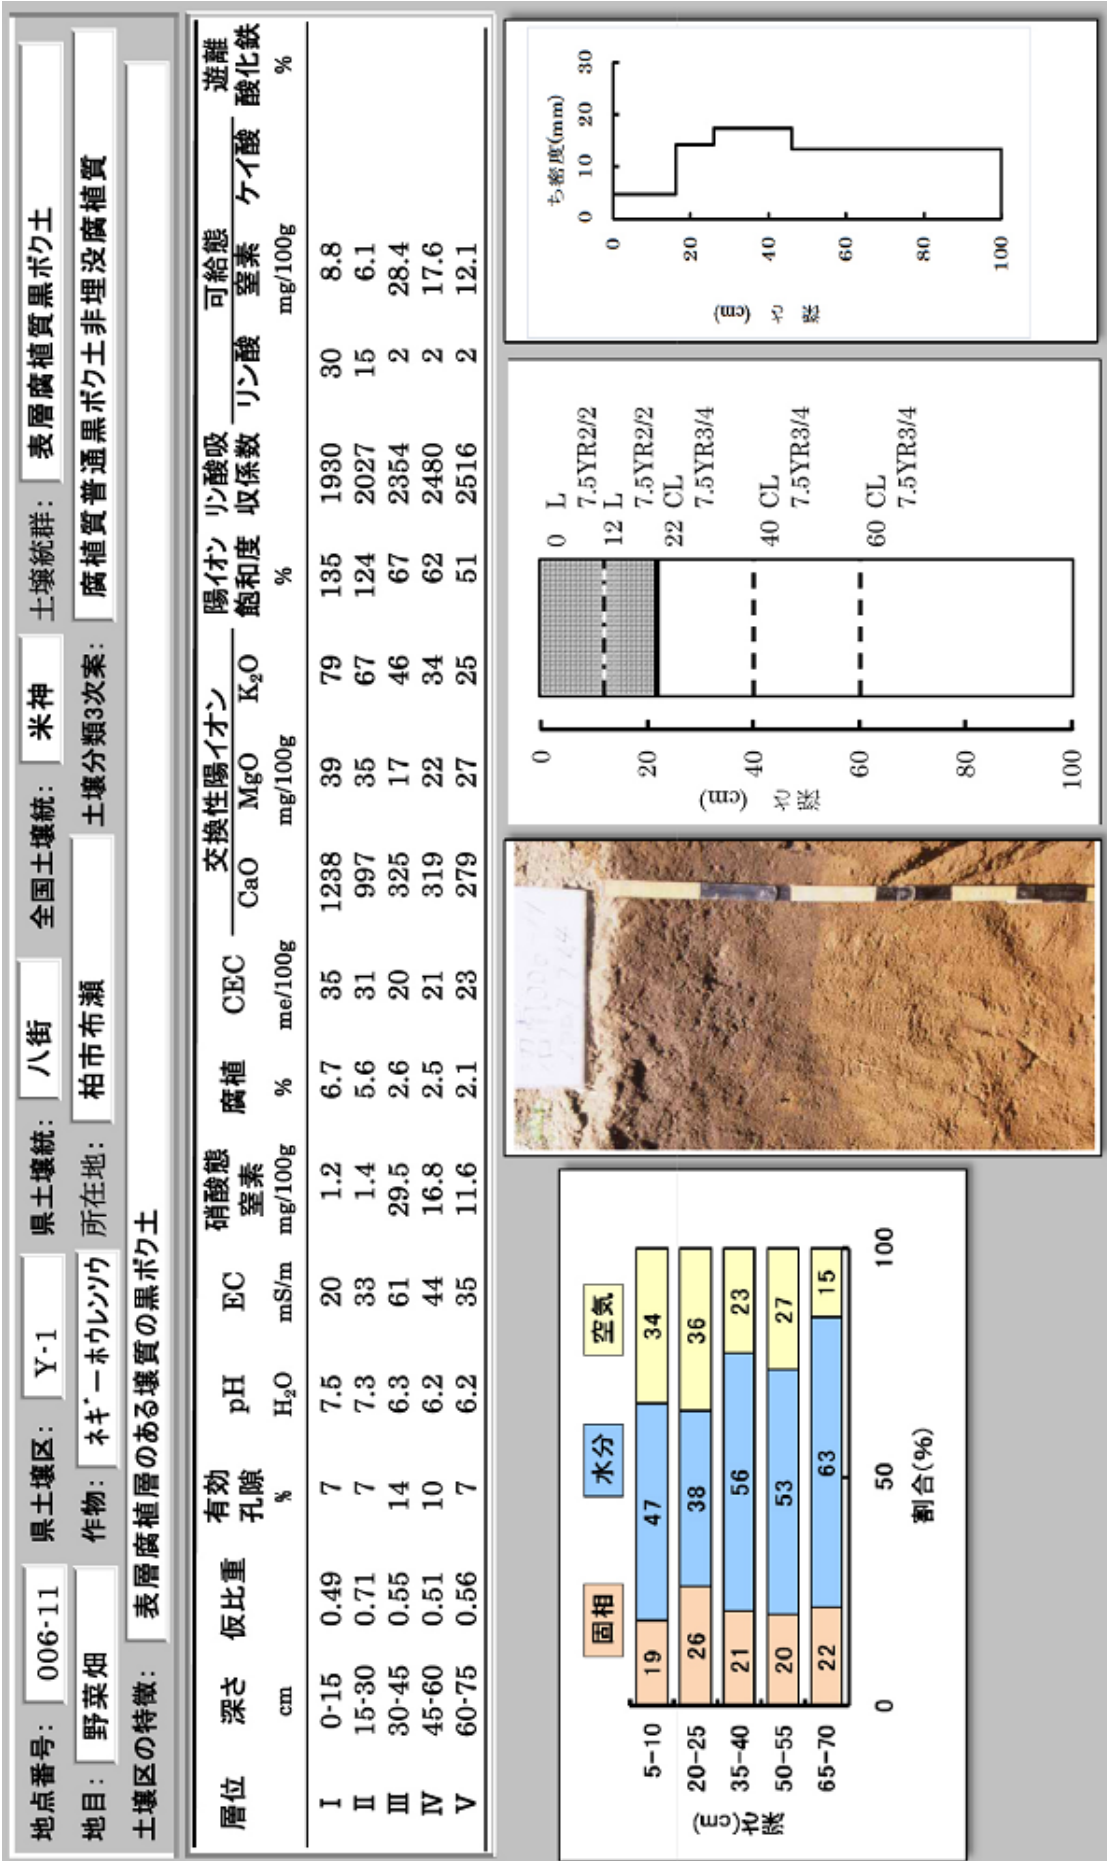 地点番号： 006-11 県土壌区： Y-1 県土壌統： 八街 全国土壌統： 米神 土壌統群： 表層腐植質黒ボク土
地目： 野菜畑 作物： ネギーホウレンソウ 所在地： 柏市布瀬 土壌分類3次案： 腐植質普通黒ボク土非埋没腐植質
土壌区の特徴： 表層腐植層のある壌質の黒ボク土
層位 深さ 仮比重 有効孔隙 pH EC 硝酸態窒素 腐植 CEC 交換性陽イオン 陽イオン飽和度 リン酸吸収係数 可給態 遊離酸化鉄
CaO MgO K₂O リン酸 窒素 ケイ酸
cm % H₂O mS/m mg/100g % me/100g mg/100g % mg/100g %
I 0-15 0.49 7 7.5 20 1.2 6.7 35 1238 39 79 135 1930 30 8.8
II 15-30 0.71 7 7.3 33 1.4 5.6 31 997 35 67 124 2027 15 6.1
III 30-45 0.55 14 6.3 61 29.5 2.6 20 325 17 46 67 2354 2 28.4
IV 45-60 0.51 10 6.2 44 16.8 2.5 21 319 22 34 62 2480 2 17.6
V 60-75 0.56 7 6.2 35 11.6 2.1 23 279 27 25 51 2516 2 12.1
固相 水分 空気
5-10 19 47 34
20-25 26 38 36
35-40 21 56 23
50-55 20 53 27
65-70 22 63 15
深さ(cm)
0 50 100
割合(%)
0
20
40
60
80
100
深さ (cm)
0 L
7.5YR2/2
12 L
7.5YR2/2
22 CL
7.5YR3/4
40 CL
7.5YR3/4
60 CL
7.5YR3/4
ち密度(mm)
0 10 20 30
0
20
40
60
80
100
深さ (cm)